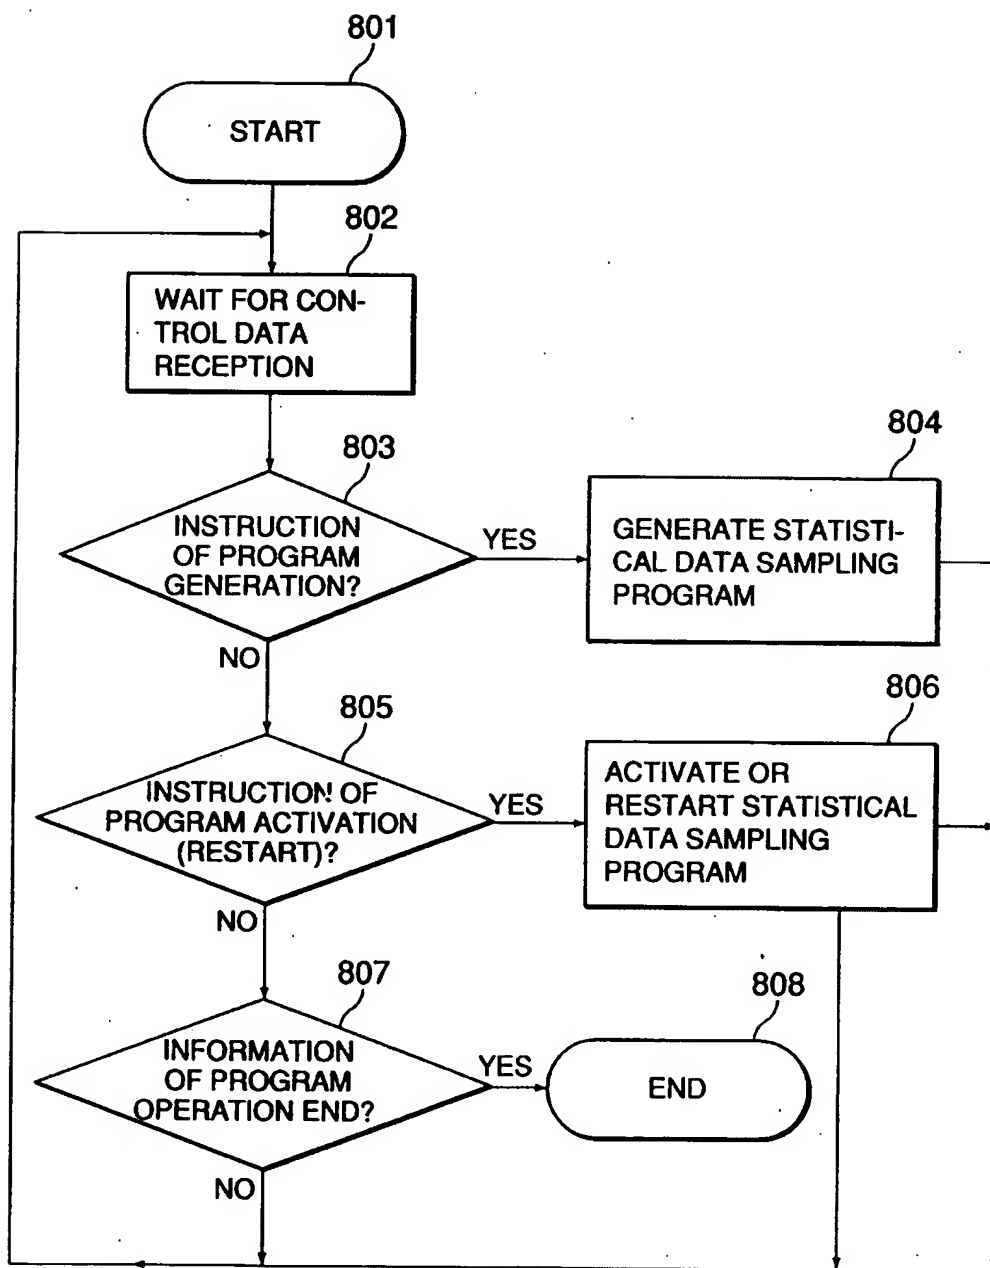 801
START
802
WAIT FOR CON-
TROL DATA
RECEPTION
803
INSTRUCTION
OF PROGRAM
GENERATION?
YES
NO
804
GENERATE STATISTI-
CAL DATA SAMPLING
PROGRAM
805
INSTRUCTION OF
PROGRAM ACTIVATION
(RESTART)?
YES
NO
806
ACTIVATE OR
RESTART STATISTICAL
DATA SAMPLING
PROGRAM
807
INFORMATION
OF PROGRAM
OPERATION END?
YES
NO
808
END